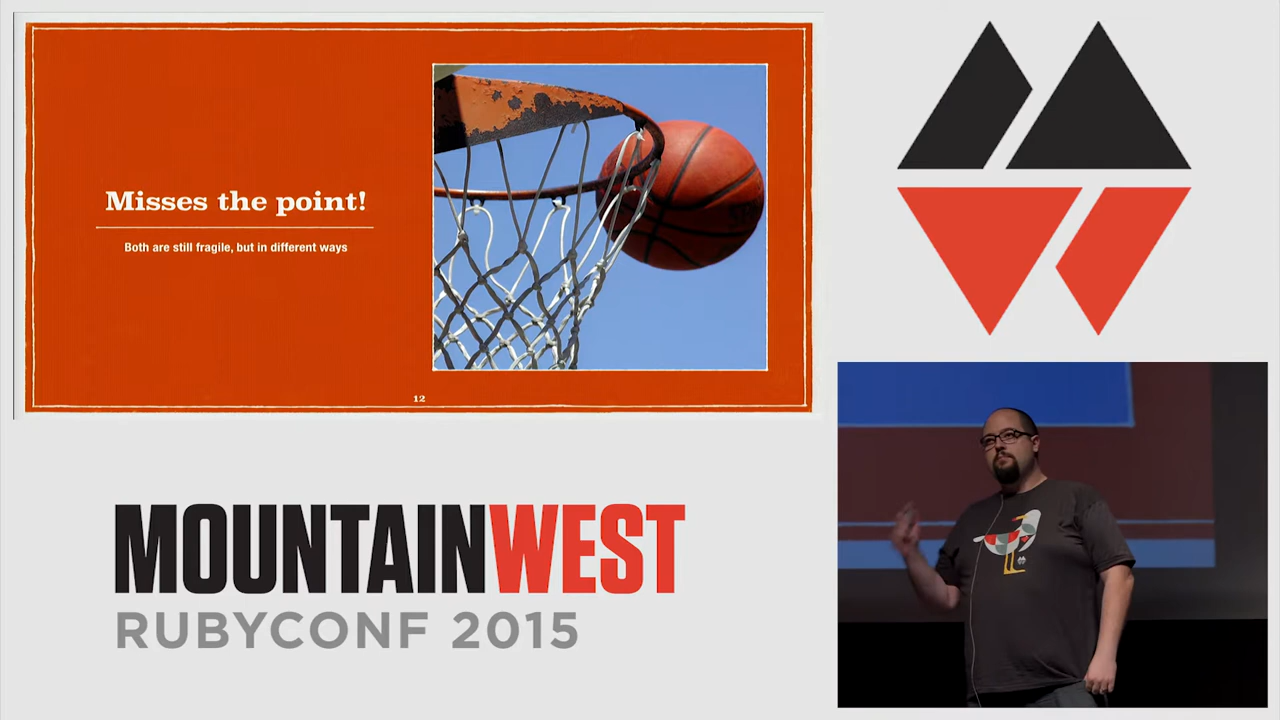 Misses the point!
Both are still fragile, but in different ways
12
MOUNTAINWEST
RUBYCONF 2015